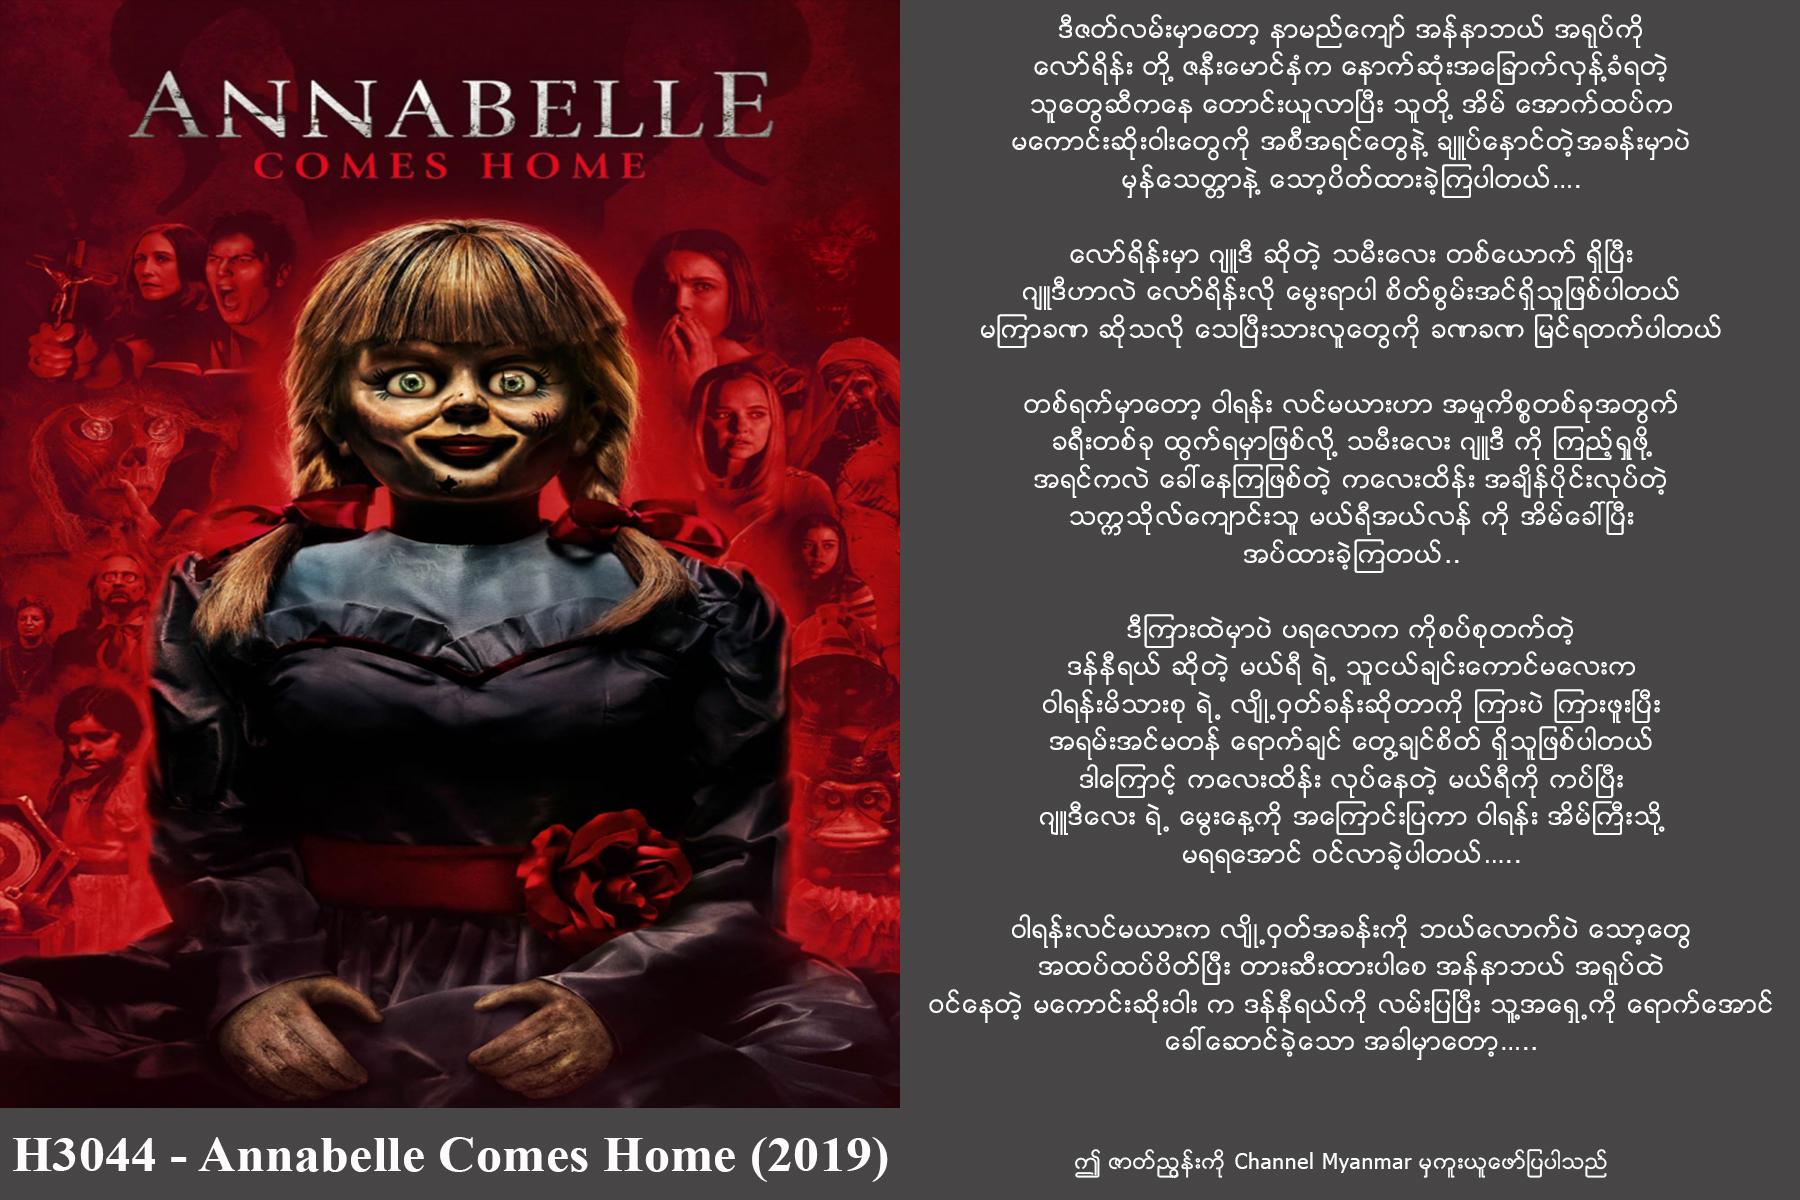 ANNABELLE
COMES HOME
H3044 - Annabelle Comes Home (2019)
ဒီဇတ်လမ်းမှာတော့ နာမည်ကျော် အန်နာဘယ် အရုပ်ကို
လော်ရိန်း တို့ ဇနီးမောင်နှံက နောက်ဆုံးအခြောက်လှန့်ခံရတဲ့
သူတွေဆီကနေ တောင်းယူလာပြီး သူတို့ အိမ် အောက်ထပ်က
မကောင်းဆိုးဝါးတွေကို အစီအရင်တွေနဲ့ ချူပ်နှောင်တဲ့အခန်းမှာပဲ
မှန်သေတ္တာနဲ့ သော့ပိတ်ထားခဲ့ကြပါတယ်....
လော်ရိန်းမှာ ဂျူဒီ ဆိုတဲ့ သမီးလေး တစ်ယောက် ရှိပြီး
ဂျူဒီဟာလဲ လော်ရိန်းလို မွေးရာပါ စိတ်စွမ်းအင်ရှိသူဖြစ်ပါတယ်
မကြာခဏ ဆိုသလို သေပြီးသားလူတွေကို ခဏခဏ မြင်ရတက်ပါတယ်
တစ်ရက်မှာတော့ ဝါရန်း လင်မယားဟာ အမှုကိစ္စတစ်ခုအတွက်
ခရီးတစ်ခု ထွက်ရမှာဖြစ်လို့ သမီးလေး ဂျူဒီ ကို ကြည့်ရှုဖို့
အရင်ကလဲ ခေါ်နေကြဖြစ်တဲ့ ကလေးထိန်း အချိန်ပိုင်းလုပ်တဲ့
သက္ကသိုလ်ကျောင်းသူ မယ်ရီအယ်လန် ကို အိမ်ခေါ်ပြီး
အပ်ထားခဲ့ကြတယ်..
ဒီကြားထဲမှာပဲ ပရလောက ကိုစပ်စုတက်တဲ့
ဒန်နီရယ် ဆိုတဲ့ မယ်ရီ ရဲ့ သူငယ်ချင်းကောင်မလေးက
ဝါရန်းမိသားစု ရဲ့ လျို့ဝှတ်ခန်းဆိုတာကို ကြားပဲ ကြားဖူးပြီး
အရမ်းအင်မတန် ရောက်ချင် တွေ့ချင်စိတ် ရှိသူဖြစ်ပါတယ်
ဒါကြောင့် ကလေးထိန်း လုပ်နေတဲ့ မယ်ရီကို ကပ်ပြီး
ဂျူဒီလေး ရဲ့ မွေးနေ့ကို အကြောင်းပြကာ ဝါရန်း အိမ်ကြီးသို့
မရရအောင် ဝင်လာခဲ့ပါတယ်.....
ဝါရန်းလင်မယားက လျို့ဝှတ်အခန်းကို ဘယ်လောက်ပဲ သော့တွေ
အထပ်ထပ်ပိတ်ပြီး တားဆီးထားပါစေ အန်နာဘယ် အရုပ်ထဲ
ဝင်နေတဲ့ မကောင်းဆိုးဝါး က ဒန်နီရယ်ကို လမ်းပြပြီး သူ့အရှေ့ကို ရောက်အောင်
ခေါ်ဆောင်ခဲ့သော အခါမှာတော့.....
ဤ ဇာတ်ညွှန်းကို Channel Myanmar မှကူးယူဖော်ပြပါသည်